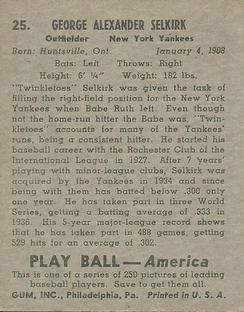 25. GEORGE ALEXANDER SELKIRK
Outfielder New York Yankees
Born: Huntsville, Ont. January 4, 1908
Bats: Left Throws: Right
Height: 6' ¼" Weight: 182 lbs.
"Twinkletoes" Selkirk was given the task of
filling the right-field position for the New York
Yankees when Babe Ruth left. Even though
not the home-run hitter the Babe was, "Twin-
kletoes" accounts for many of the Yankees'
runs, being a consistent hitter. He started his
baseball career with the Rochester Club of the
International League in 1927. After 7 years
playing with minor-league clubs, Selkirk was
acquired by the Yankees in 1934 and since
being with them has batted below .300 only
one year. He has taken part in three World
Series, getting a batting average of .333 in
1936. His 5-year major-league record shows
that he has taken part in 488 games, getting
529 hits for an average of .302.
PLAY BALL — America
This is one of a series of 250 pictures of leading
baseball players. Save to get them all.
GUM, INC., Philadelphia, Pa. Printed in U. S. A.